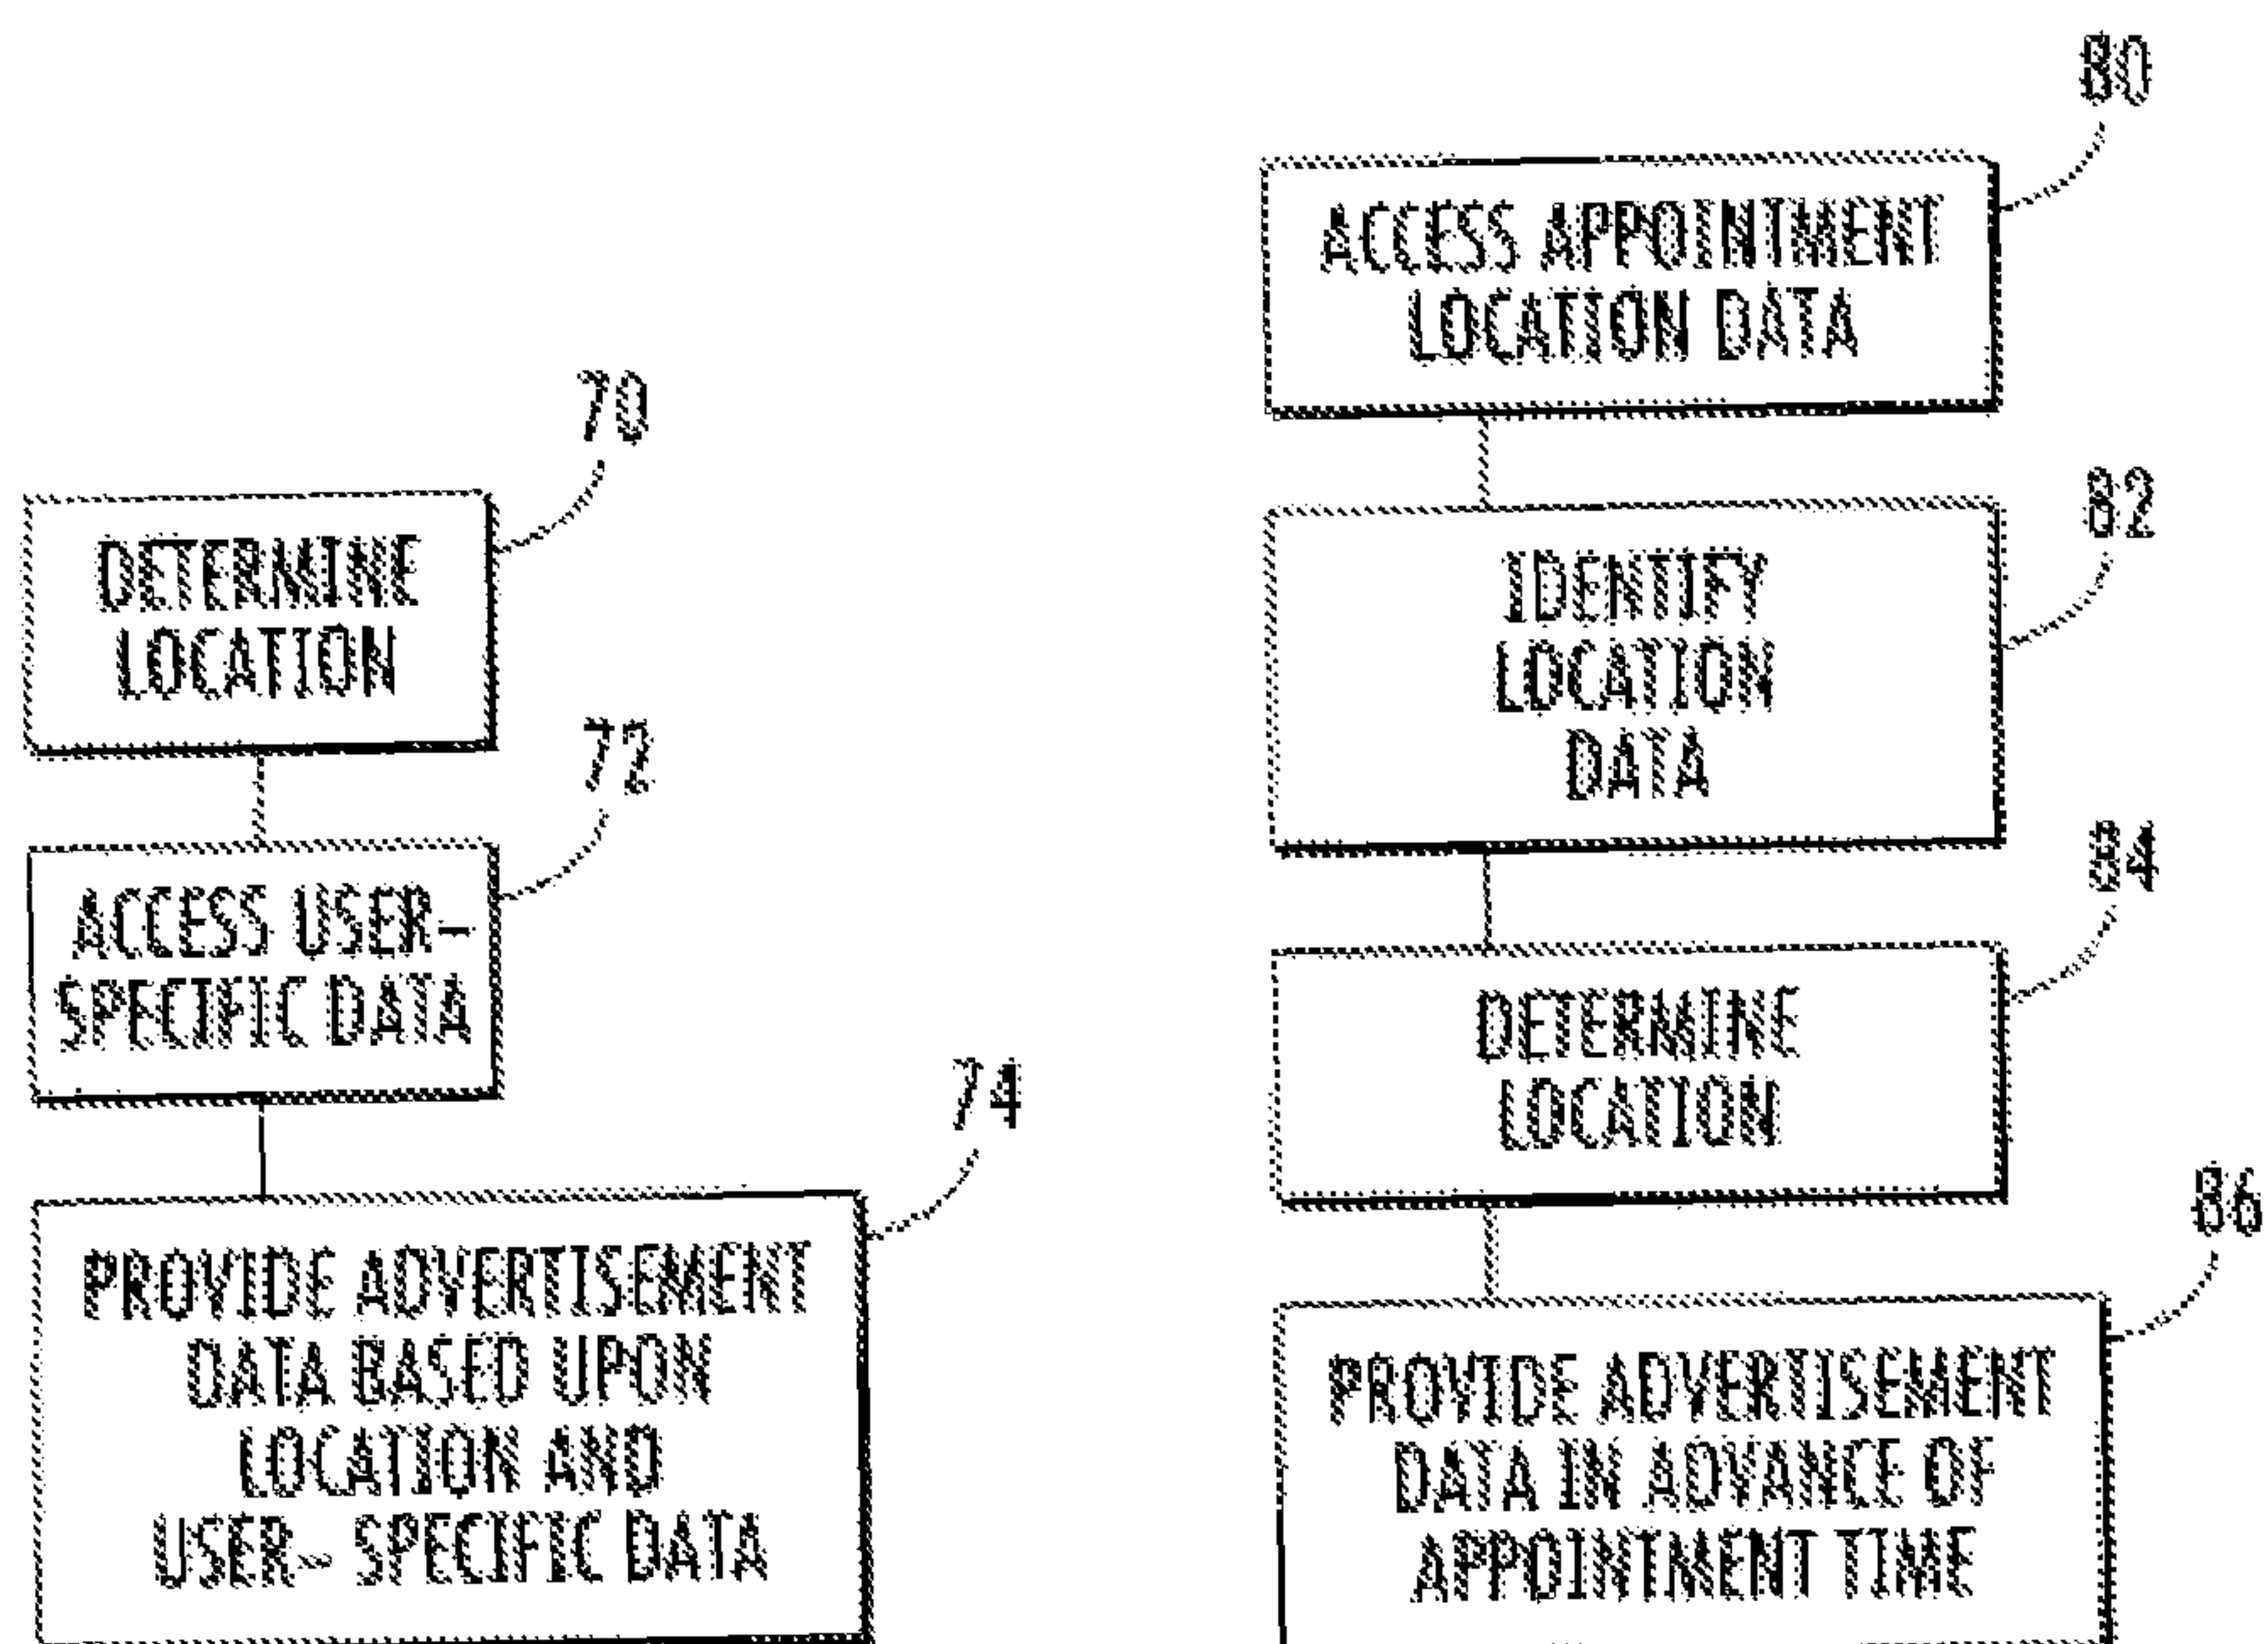 70
DETERMINE
LOCATION
72
ACCESS USER-
SPECIFIC DATA
74
PROVIDE ADVERTISEMENT
DATA BASED UPON
LOCATION AND
USER- SPECIFIC DATA
80
ACCESS APPOINTMENT
LOCATION DATA
82
IDENTIFY
LOCATION
DATA
84
DETERMINE
LOCATION
86
PROVIDE ADVERTISEMENT
DATA IN ADVANCE OF
APPOINTMENT TIME